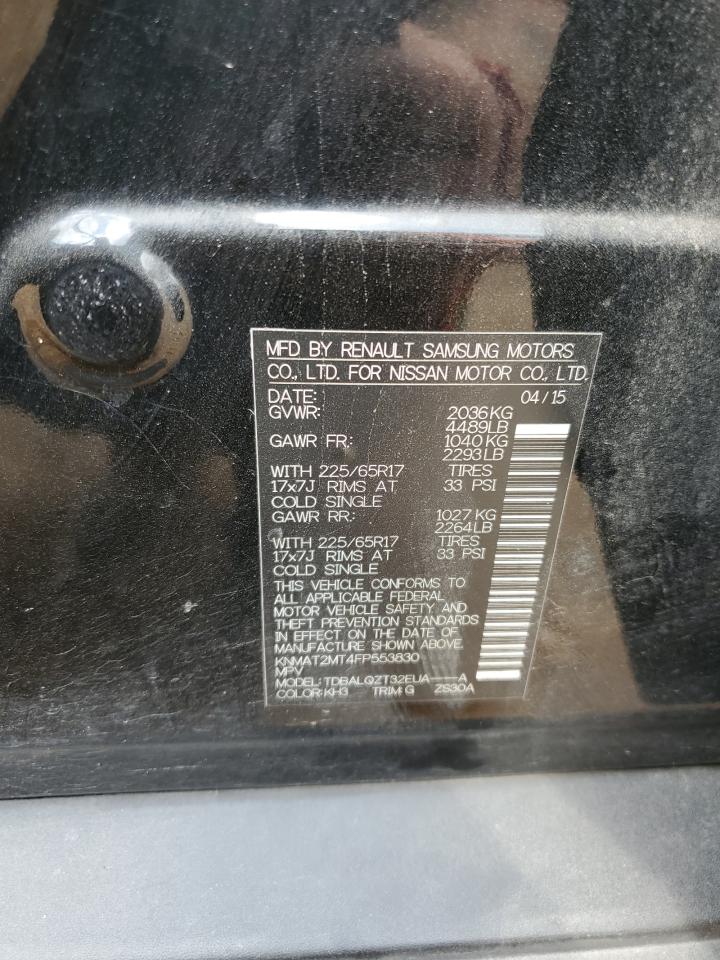 MFD BY RENAULT SAMSUNG MOTORS
CO., LTD. FOR NISSAN MOTOR CO., LTD.
DATE: 04/15
GVWR: 2036KG
4489LB
GAWR FR: 1040KG
2293LB
WITH 225/65R17 TIRES
17x7J RIMS AT 33 PSI
COLD SINGLE
GAWR RR: 1027KG
2264LB
WITH 225/65R17 TIRES
17x7J RIMS AT 33 PSI
COLD SINGLE
THIS VEHICLE CONFORMS TO
ALL APPLICABLE FEDERAL
MOTOR VEHICLE SAFETY AND
THEFT PREVENTION STANDARDS
IN EFFECT ON THE DATE OF
MANUFACTURE SHOWN ABOVE.
KNMAT2MT4FP553830
MPV
MODEL: TDBALQZT32EUA----A
COLOR: KH3 TRIM: G ZS30A